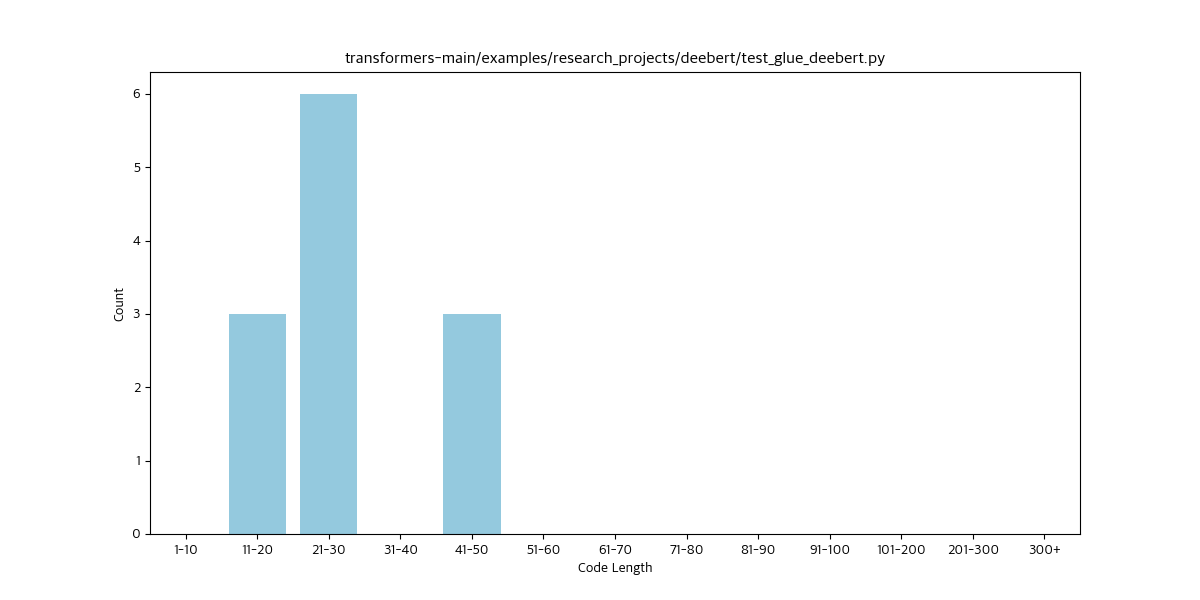 transformers-main/examples/research_projects/deebert/test_glue_deebert.py
6
5
4
3
2
1
0
Count
1-10 11-20 21-30 31-40 41-50 51-60 61-70 71-80 81-90 91-100 101-200 201-300 300+
Code Length